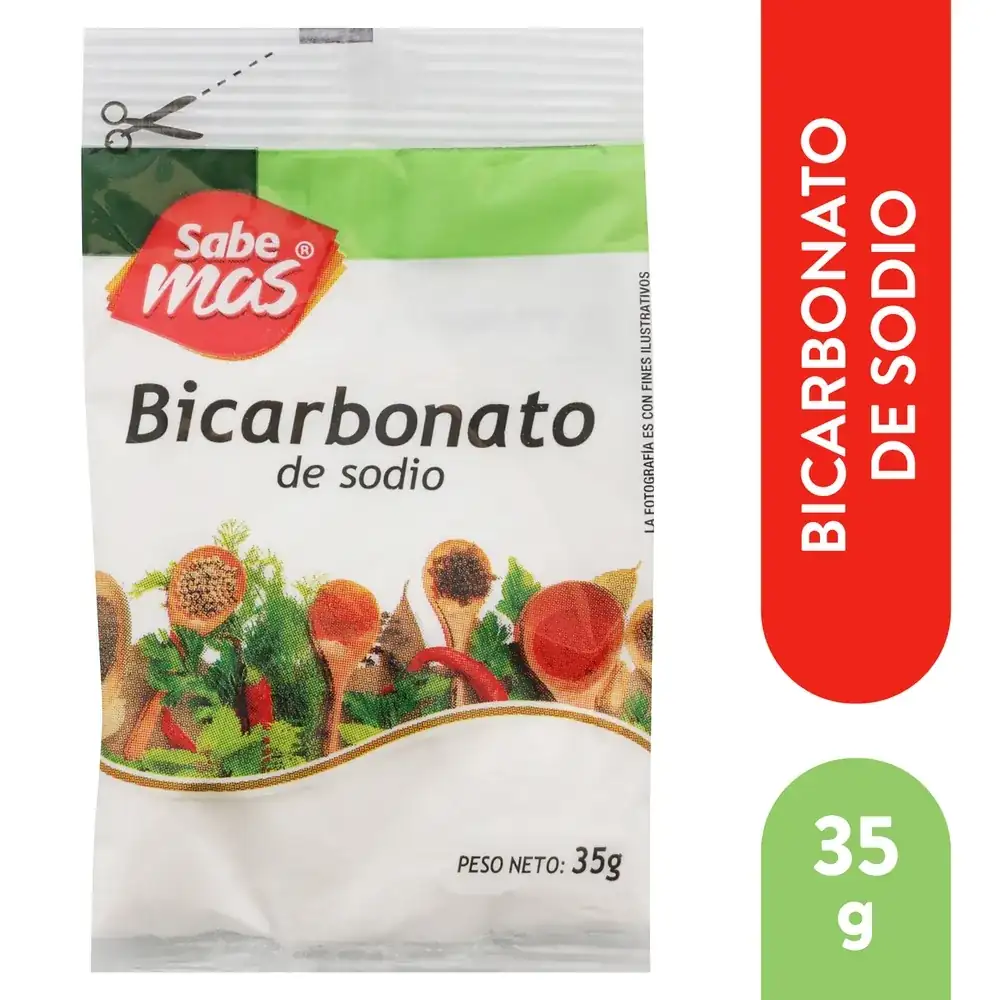 Sabe
mas®
Bicarbonato
de sodio
LA FOTOGRAFÍA ES CON FINES ILUSTRATIVOS
PESO NETO: 35g
BICARBONATO
DE SODIO
35
g